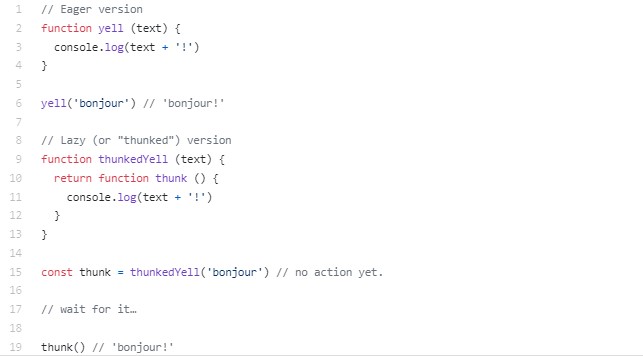 1 // Eager version
2 function yell (text) {
3   console.log(text + '!')
4 }
5
6 yell('bonjour') // 'bonjour!'
7
8 // Lazy (or "thunked") version
9 function thunkedYell (text) {
10   return function thunk () {
11     console.log(text + '!')
12   }
13 }
14
15 const thunk = thunkedYell('bonjour') // no action yet.
16
17 // wait for it…
18
19 thunk() // 'bonjour!'